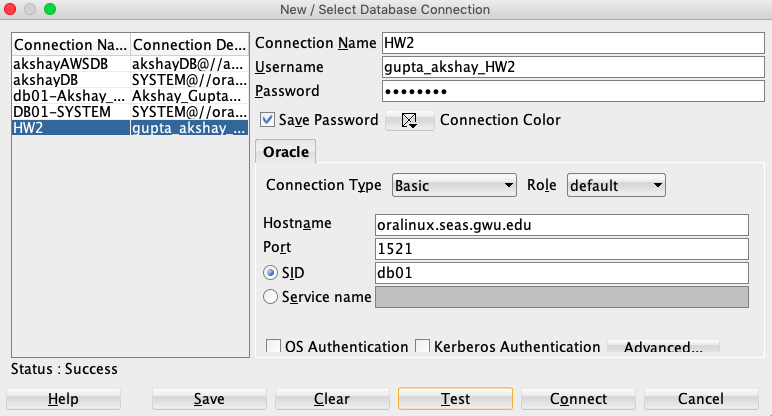 New / Select Database Connection
Connection Na... Connection De...
akshayAWSDB akshayDB@//a...
akshayDB SYSTEM@//ora...
db01-Akshay_... Akshay_Gupta...
DB01-SYSTEM SYSTEM@//ora...
HW2 gupta_akshay_...
Connection Name HW2
Username gupta_akshay_HW2
Password ••••••••
Save Password Connection Color
Oracle
Connection Type Basic Role default
Hostname oralinux.seas.gwu.edu
Port 1521
SID db01
Service name
OS Authentication Kerberos Authentication Advanced...
Status : Success
Help Save Clear Test Connect Cancel